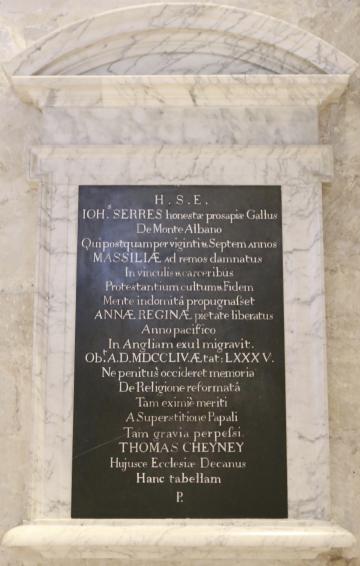 H. S. E.
IOH.s SERRES honestæ prosapiæ Gallus
De Monte Albano
Qui postquam per viginti & Septem annos
MASSILIÆ ad remos damnatus
In vinculis & carceribus
Protestantium cultum & Fidem
Mente indomitâ propugnasset
ANNÆ REGINÆ pietate liberatus
Anno pacifico
In Angliam exul migravit.
Ob.t A.D. MDCCLIV Ætat: LXXXV.
Ne penitus occideret memoria
De Religione reformatâ
Tam eximiè meriti
A Superstitione Papali
Tam gravia perpessi
THOMAS CHEYNEY
Hujusce Ecclesiæ Decanus
Hanc tabellam
P.